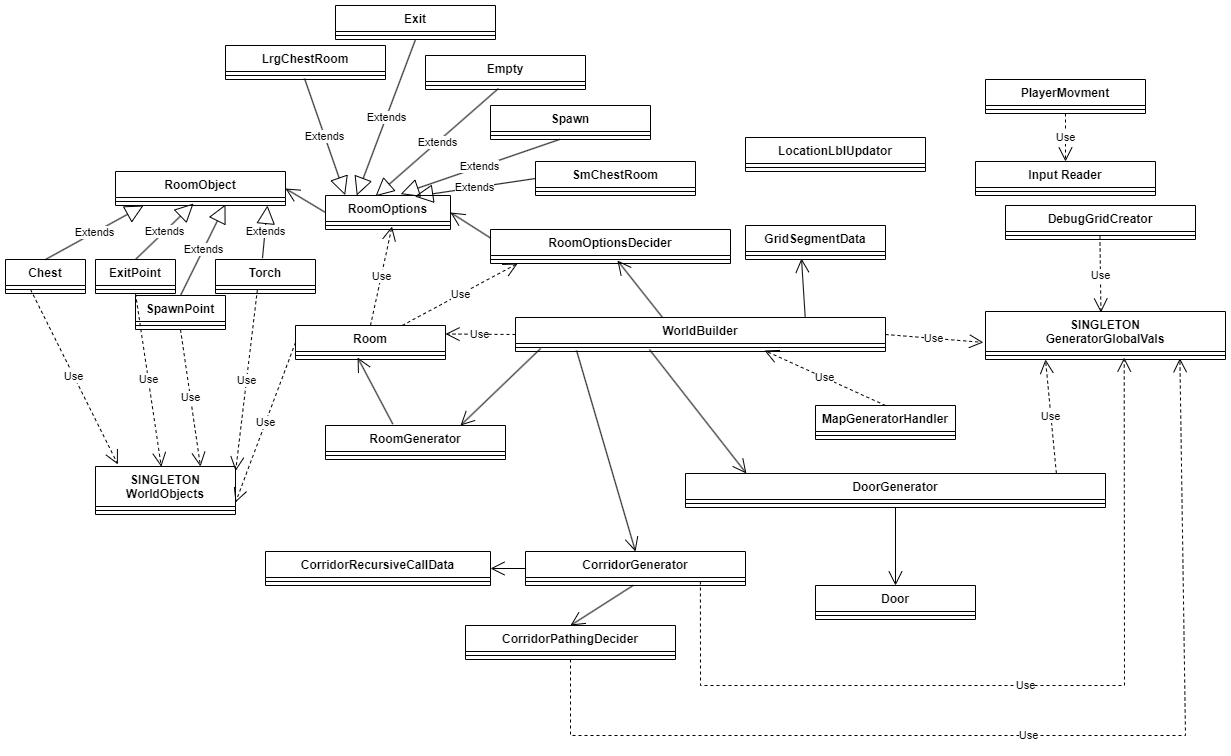 Exit
LrgChestRoom
Empty
PlayerMovment
Extends
Spawn
Extends
Use
Extends
LocationLblUpdator
Extends
SmChestRoom
Input Reader
RoomObject
Extends
RoomOptions
DebugGridCreator
Extends
Extends
Extends
Extends
RoomOptionsDecider
GridSegmentData
Chest
ExitPoint
Torch
Use
Use
Use
SpawnPoint
Room
Use
WorldBuilder
Use
SINGLETON
GeneratorGlobalVals
Use
Use
Use
Use
Use
Use
Use
MapGeneratorHandler
RoomGenerator
SINGLETON
WorldObjects
DoorGenerator
CorridorRecursiveCallData
CorridorGenerator
Door
CorridorPathingDecider
Use
Use